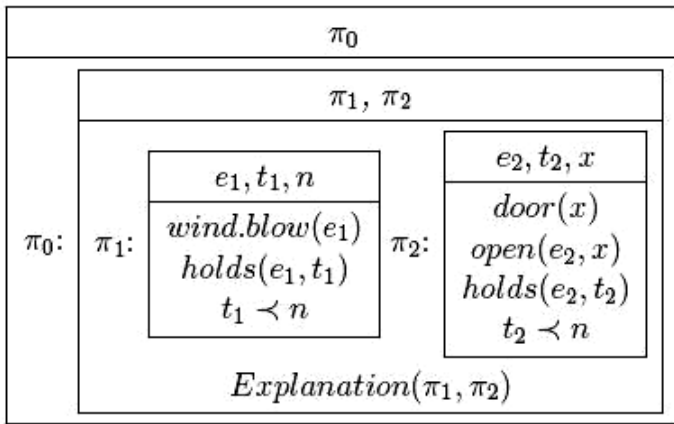 π₀
π₁, π₂
π₀:
π₁:
e₁, t₁, n
wind.blow(e₁)
holds(e₁, t₁)
t₁ ≺ n
π₂:
e₂, t₂, x
door(x)
open(e₂, x)
holds(e₂, t₂)
t₂ ≺ n
Explanation(π₁, π₂)